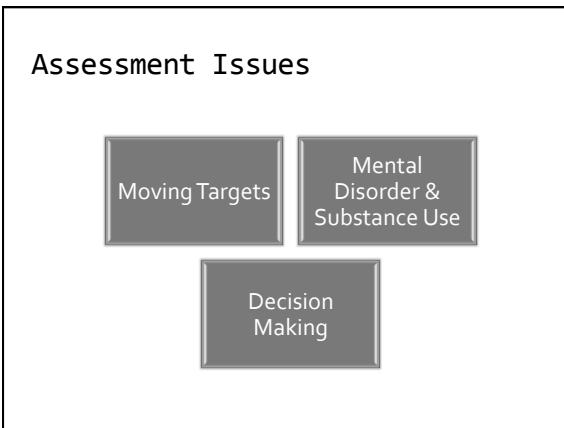 Assessment Issues
Moving Targets
Mental
Disorder &
Substance Use
Decision
Making